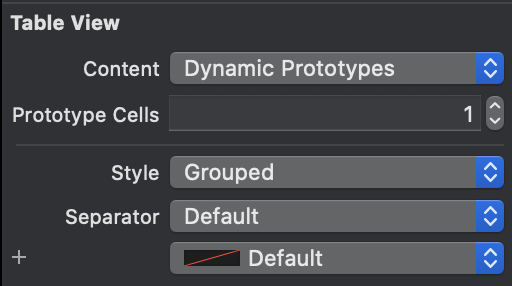 Table View
Content Dynamic Prototypes
Prototype Cells 1
Style Grouped
Separator Default
+ Default